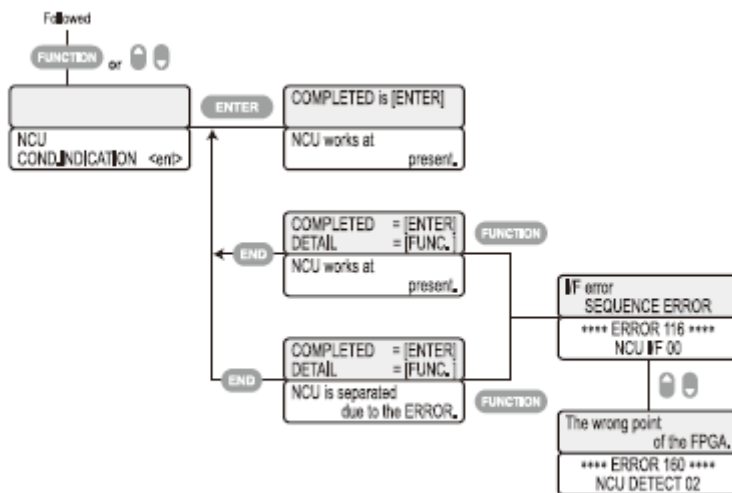 Followed
FUNCTION or
NCU
COND.INDICATION <ent>
ENTER
COMPLETED is [ENTER]
NCU works at
present.
COMPLETED = [ENTER]
DETAIL = [FUNC.]
NCU works at
present.
FUNCTION
END
COMPLETED = [ENTER]
DETAIL = [FUNC.]
NCU is separated
due to the ERROR.
FUNCTION
END
I/F error
SEQUENCE ERROR
**** ERROR 116 ****
NCU I/F 00
The wrong point
of the FPGA.
**** ERROR 160 ****
NCU DETECT 02